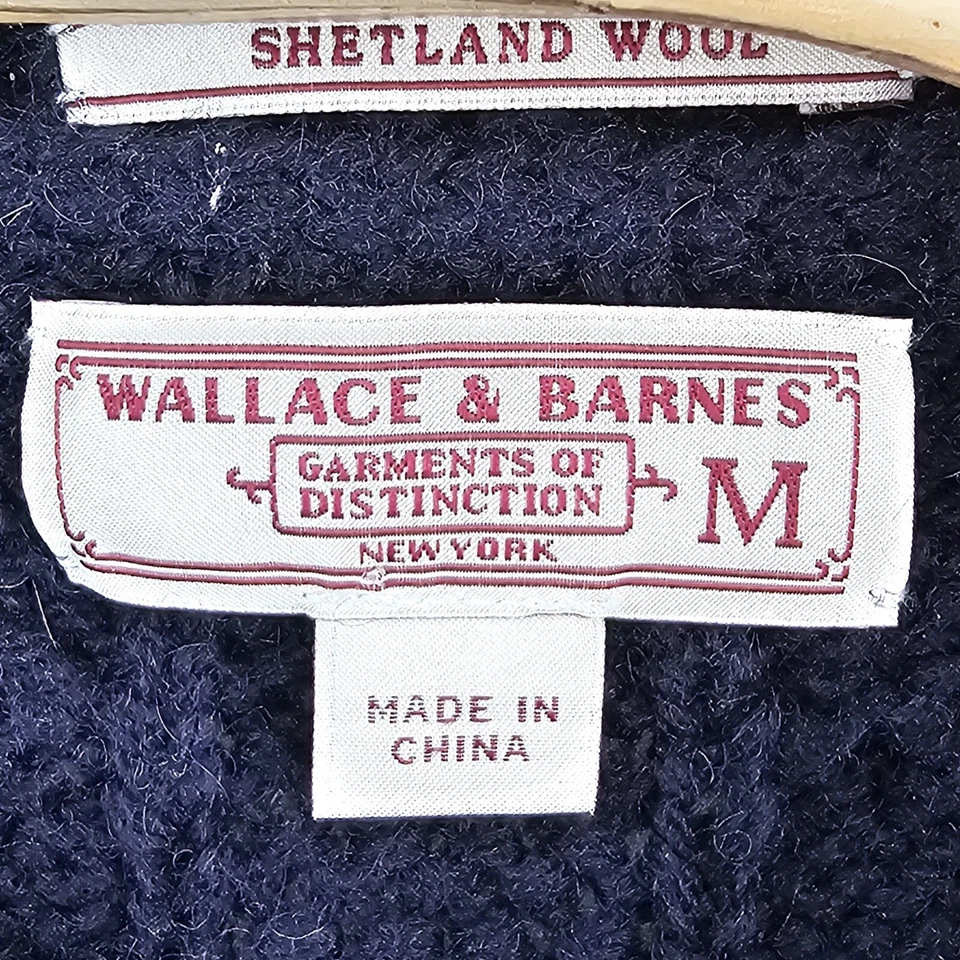 SHETLAND WOOL
WALLACE & BARNES
GARMENTS OF
DISTINCTION
M
NEW YORK
MADE IN
CHINA